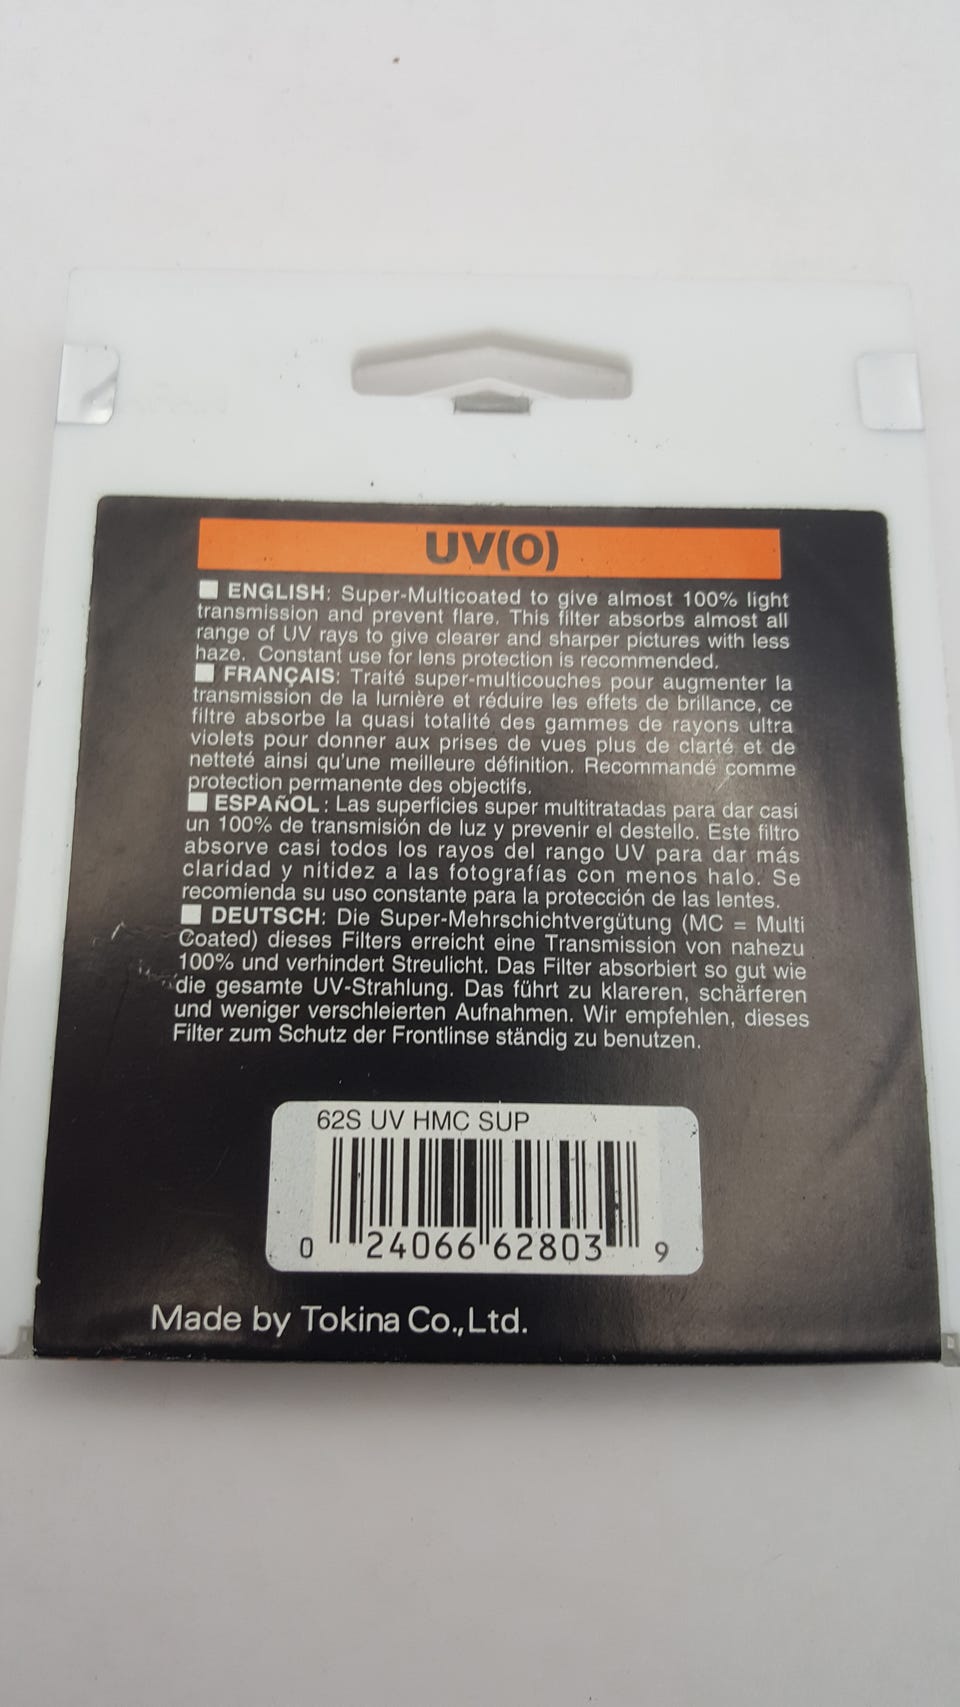 UV(0)
■ ENGLISH: Super-Multicoated to give almost 100% light
transmission and prevent flare. This filter absorbs almost all
range of UV rays to give clearer and sharper pictures with less
haze. Constant use for lens protection is recommended.
■ FRANÇAIS: Traité super-multicouches pour augmenter la
transmission de la lurnière et réduire les effets de brillance, ce
filtre absorbe la quasi totalité des gammes de rayons ultra
violets pour donner aux prises de vues plus de clarté et de
netteté ainsi qu'une meilleure définition. Recommandé comme
protection permanente des objectifs.
■ ESPAÑOL: Las superficies super multitratadas para dar casi
un 100% de transmisión de luz y prevenir el destello. Este filtro
absorve casi todos los rayos del rango UV para dar más
claridad y nitidez a las fotografías con menos halo. Se
recomienda su uso constante para la protección de las lentes.
■ DEUTSCH: Die Super-Mehrschichtvergütung (MC = Multi
Coated) dieses Filters erreicht eine Transmission von nahezu
100% und verhindert Streulicht. Das Filter absorbiert so gut wie
die gesamte UV-Strahlung. Das führt zu klareren, schärferen
und weniger verschleierten Aufnahmen. Wir empfehlen, dieses
Filter zum Schutz der Frontlinse ständig zu benutzen.
62S UV HMC SUP
0 24066 62803 9
Made by Tokina Co.,Ltd.